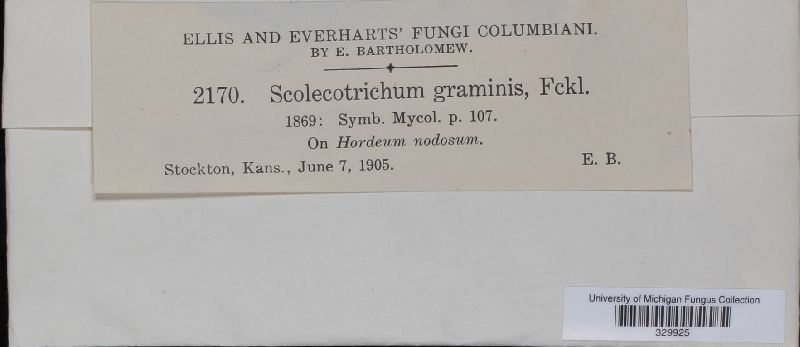 ELLIS AND EVERHARTS' FUNGI COLUMBIANI.
BY E. BARTHOLOMEW.
2170. Scolecotrichum graminis, Fckl.
1869: Symb. Mycol. p. 107.
On Hordeum nodosum.
Stockton, Kans., June 7, 1905. E. B.
University of Michigan Fungus Collection
329925